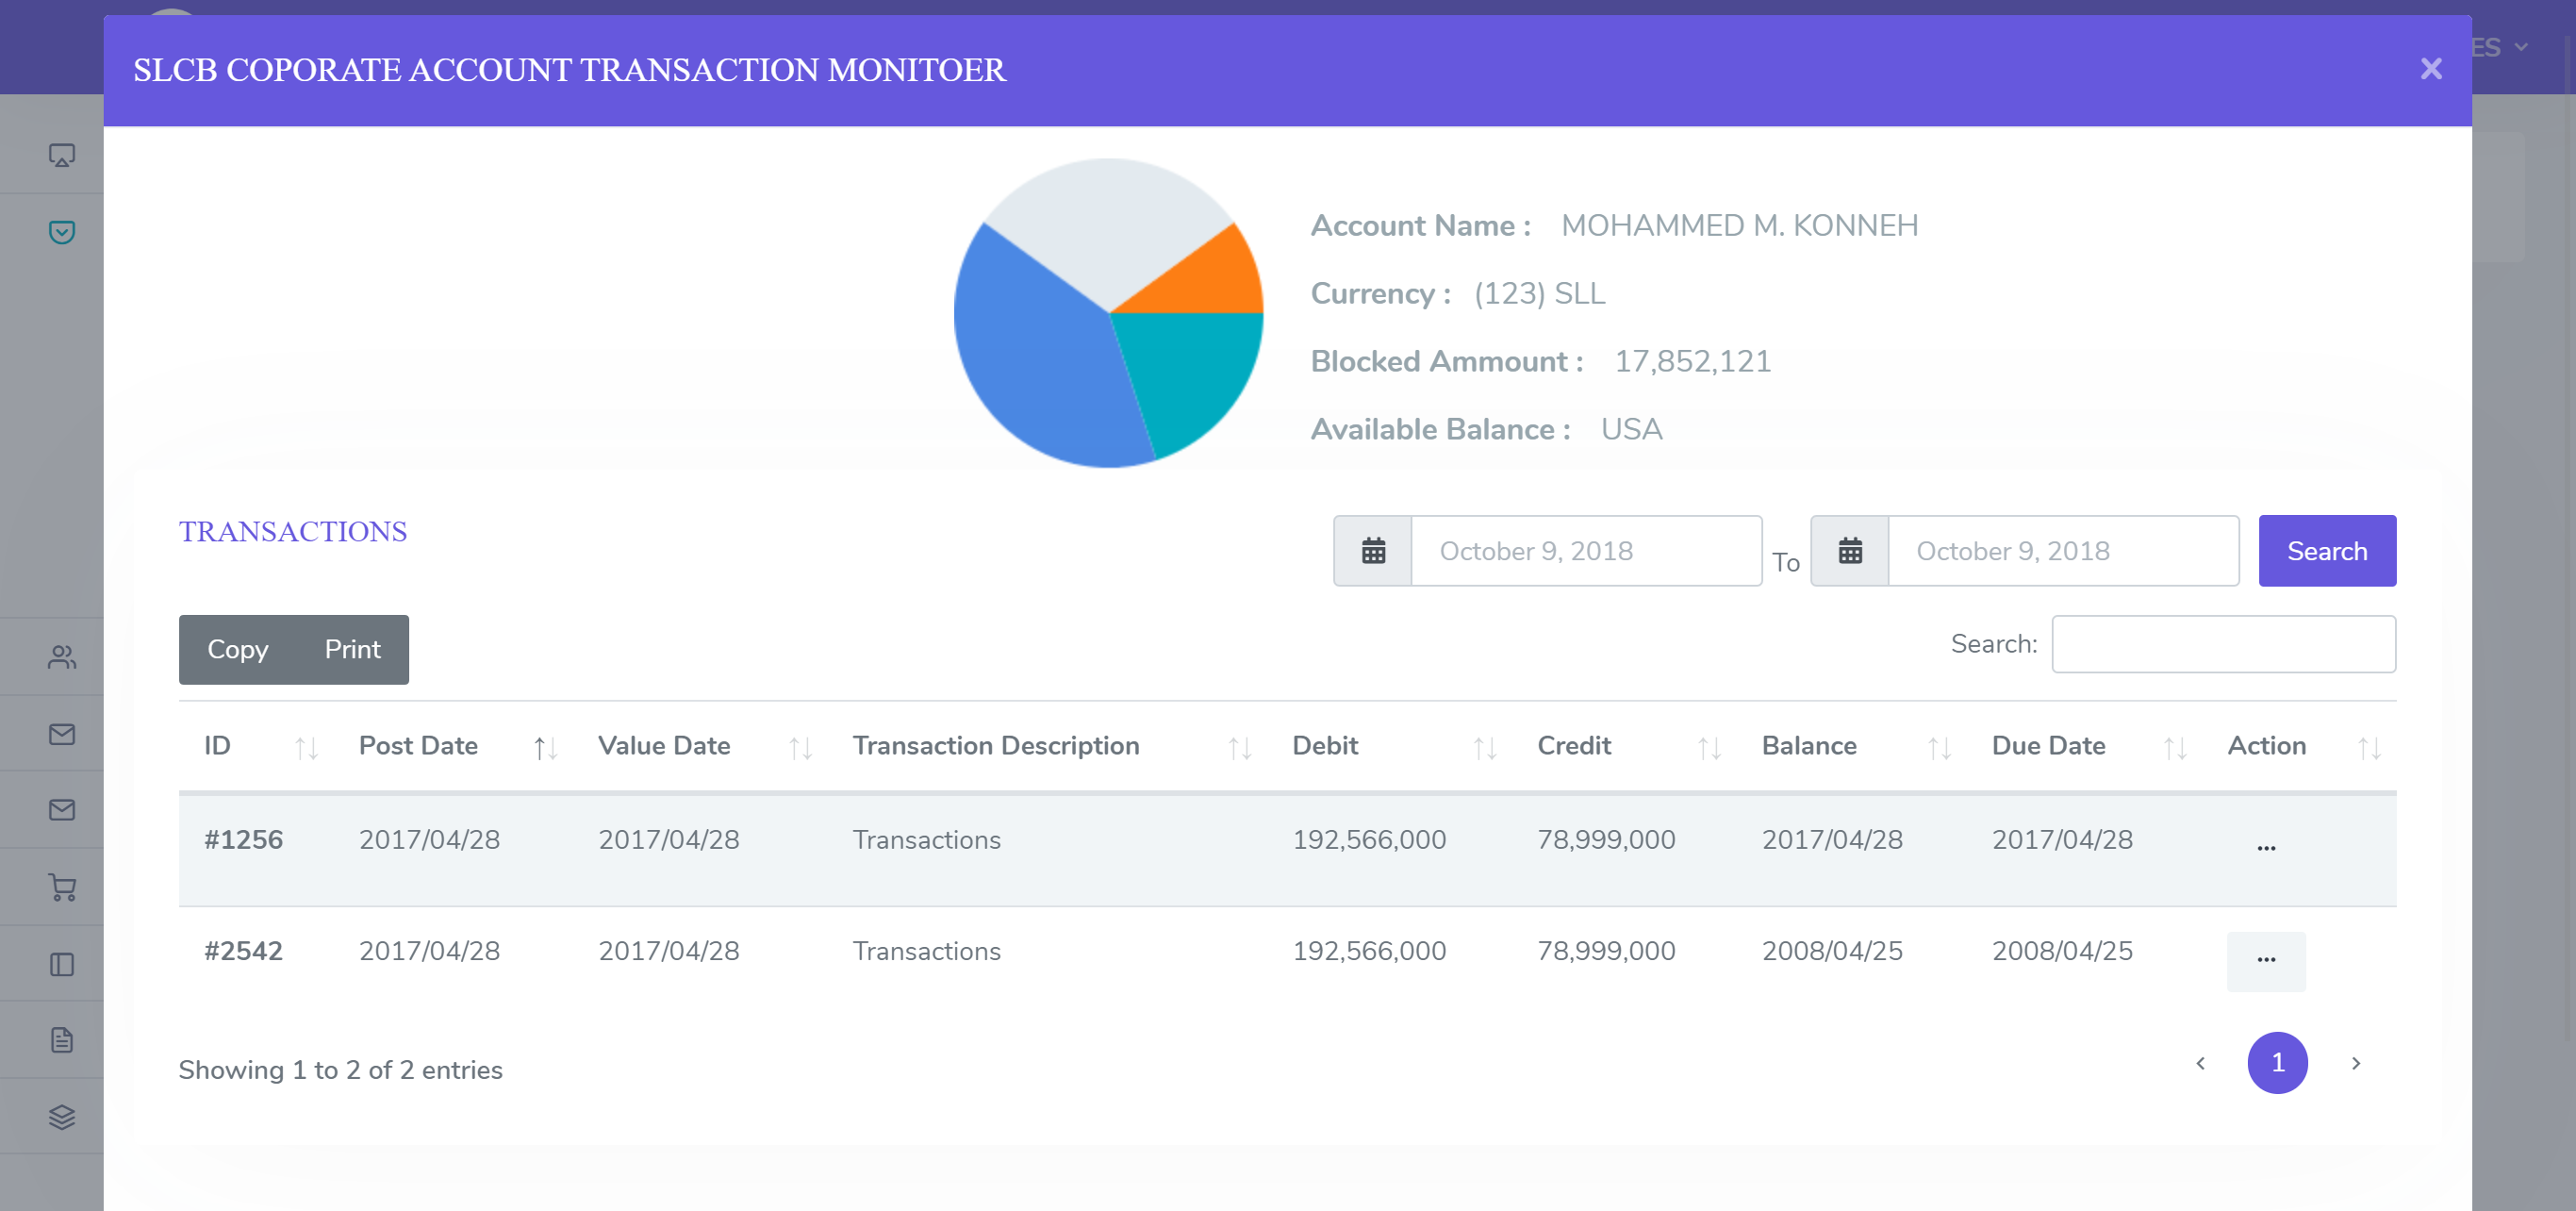 ES
SLCB COPORATE ACCOUNT TRANSACTION MONITOER
Account Name : MOHAMMED M. KONNEH
Currency : (123) SLL
Blocked Ammount : 17,852,121
Available Balance : USA
TRANSACTIONS
October 9, 2018 To October 9, 2018 Search
Copy Print Search:
ID Post Date Value Date Transaction Description Debit Credit Balance Due Date Action
#1256 2017/04/28 2017/04/28 Transactions 192,566,000 78,999,000 2017/04/28 2017/04/28 ...
#2542 2017/04/28 2017/04/28 Transactions 192,566,000 78,999,000 2008/04/25 2008/04/25 ...
Showing 1 to 2 of 2 entries 1